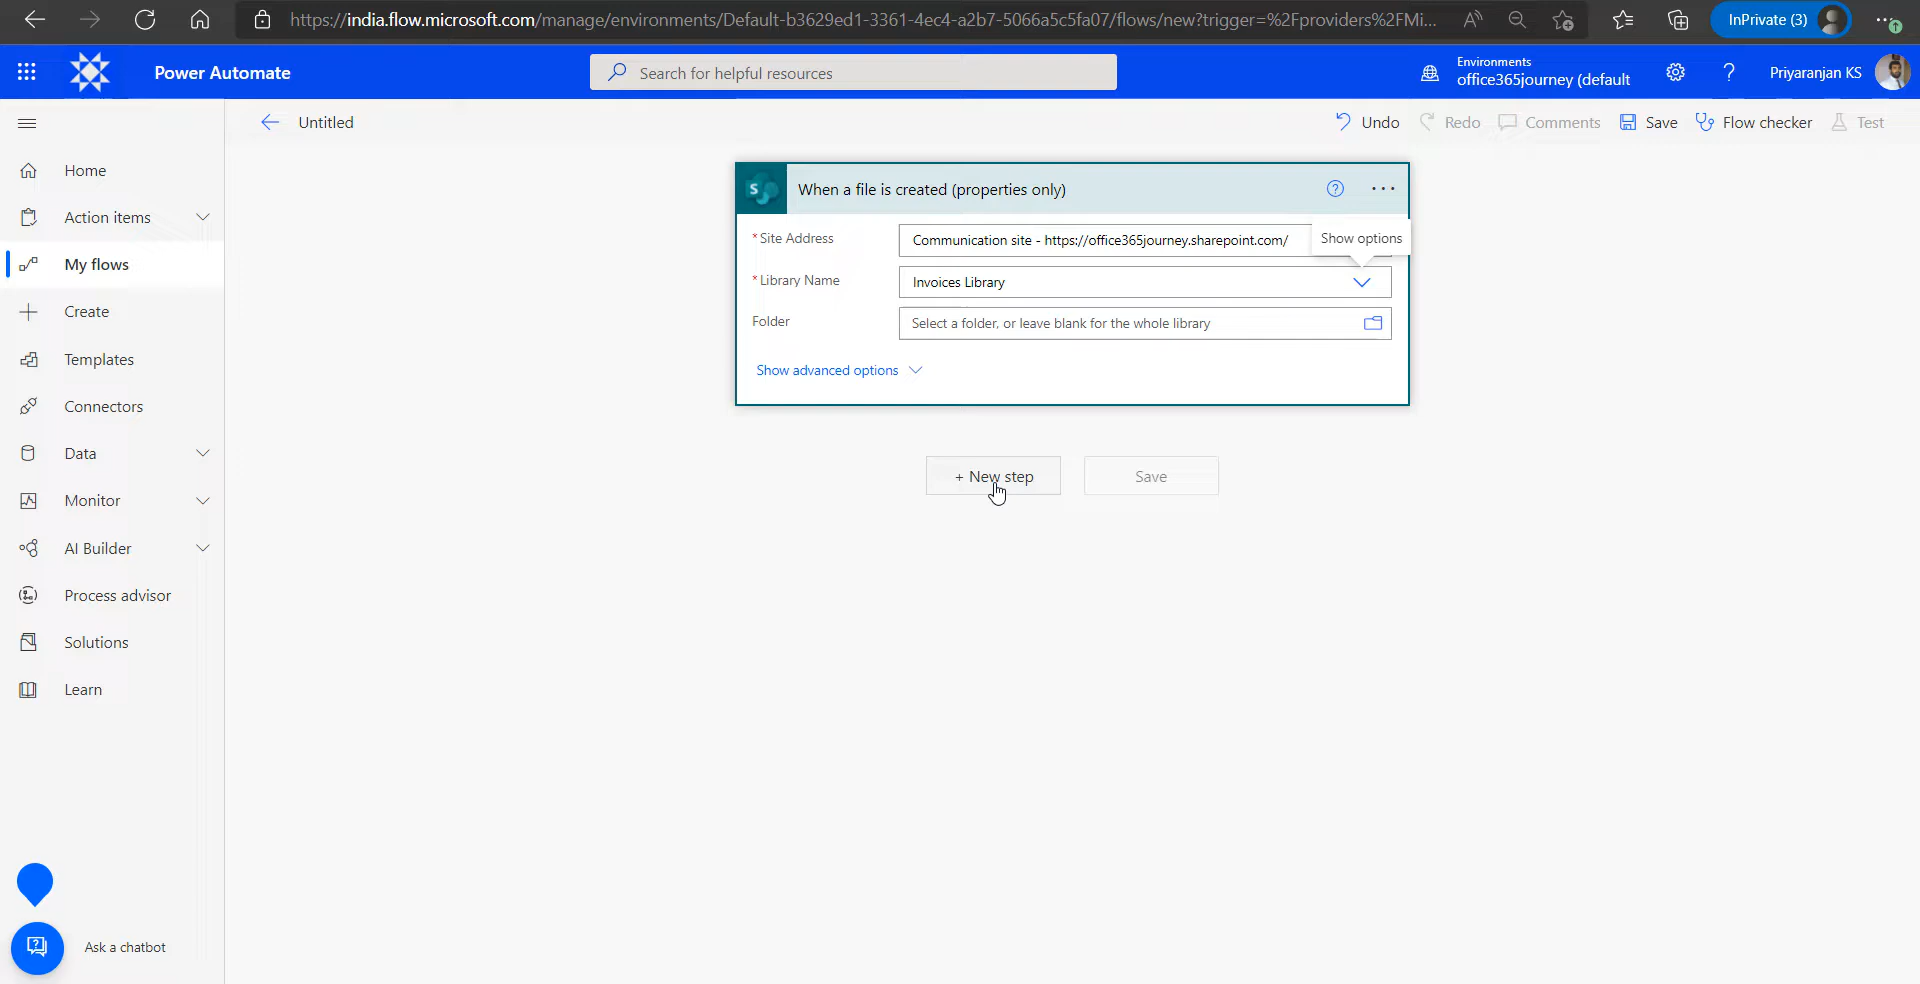 https://india.flow.microsoft.com/manage/environments/Default-b3629ed1-3361-4ec4-a2b7-5066a5c5fa07/flows/new?trigger=%2Fproviders%2FMi...
InPrivate (3)
Power Automate
Search for helpful resources
Environments
office365journey (default
?
Priyaranjan KS
Untitled
Undo
Redo
Comments
Save
Flow checker
Test
Home
Action items
My flows
Create
Templates
Connectors
Data
Monitor
AI Builder
Process advisor
Solutions
Learn
Ask a chatbot
When a file is created (properties only)
* Site Address
Communication site - https://office365journey.sharepoint.com/
Show options
* Library Name
Invoices Library
Folder
Select a folder, or leave blank for the whole library
Show advanced options
+ New step
Save